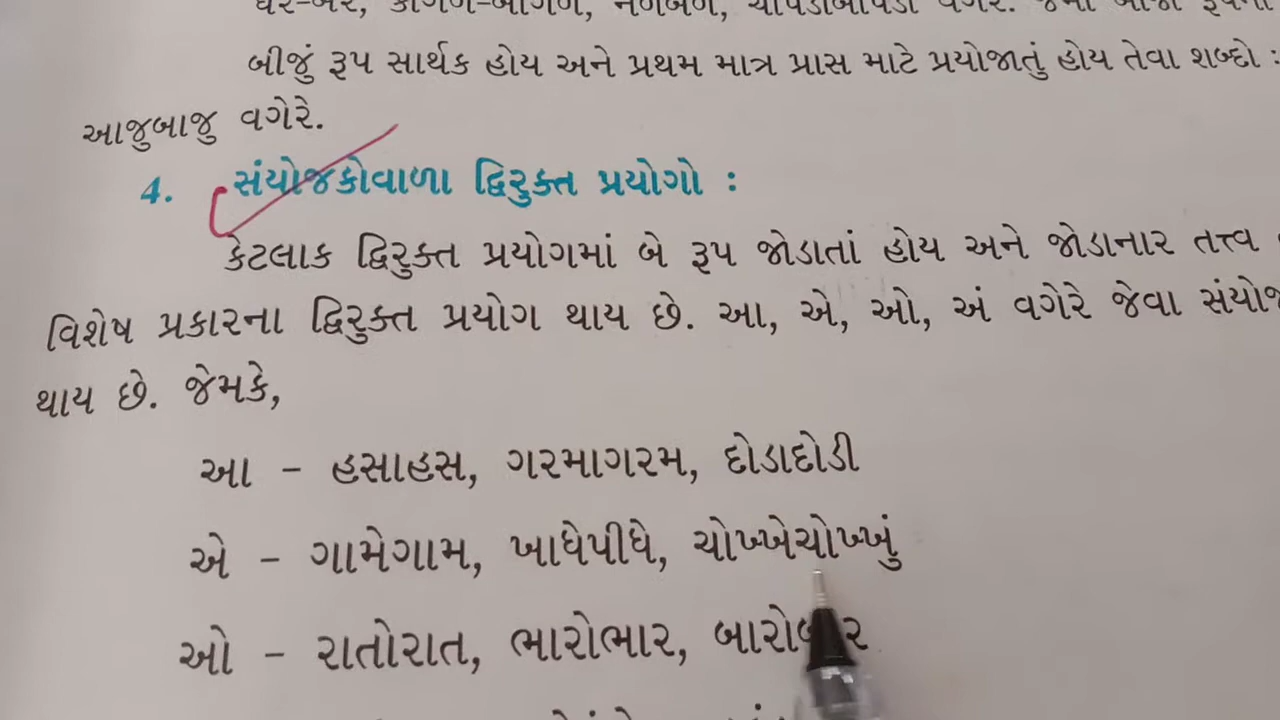 બીજું રૂપ સાર્થક હોય અને પ્રથમ માત્ર પ્રાસ માટે પ્રયોજાતું હોય તેવા શબ્દો :
આજુબાજુ વગેરે.
4. સંયોજકોવાળા દ્વિરુક્ત પ્રયોગો :
કેટલાક દ્વિરુક્ત પ્રયોગમાં બે રૂપ જોડાતાં હોય અને જોડાનાર તત્ત્વ
વિશેષ પ્રકારના દ્વિરુક્ત પ્રયોગ થાય છે. આ, એ, ઓ, અં વગેરે જેવા
થાય છે. જેમકે,
આ - હસાહસ, ગરમાગરમ, દોડાદોડી
એ - ગામેગામ, ખાધેપીધે, ચોખ્ખેચોખ્ખું
ઓ - રાતોરાત, ભારોભાર,